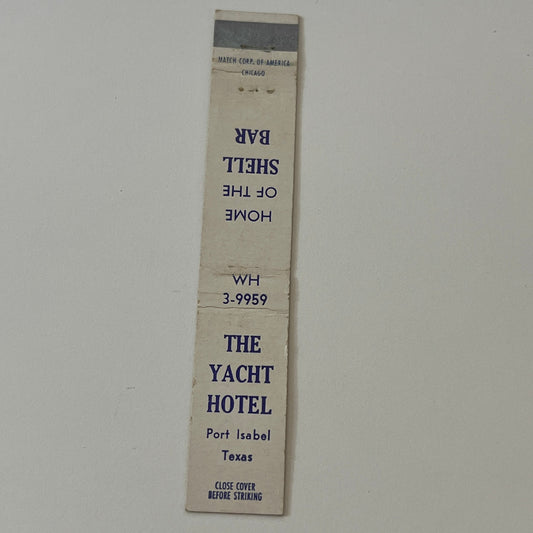 MATCH CORP. OF AMERICA
CHICAGO
HOME
OF THE
SHELL
BAR
WH
3-9959
THE
YACHT
HOTEL
Port Isabel
Texas
CLOSE COVER
BEFORE STRIKING